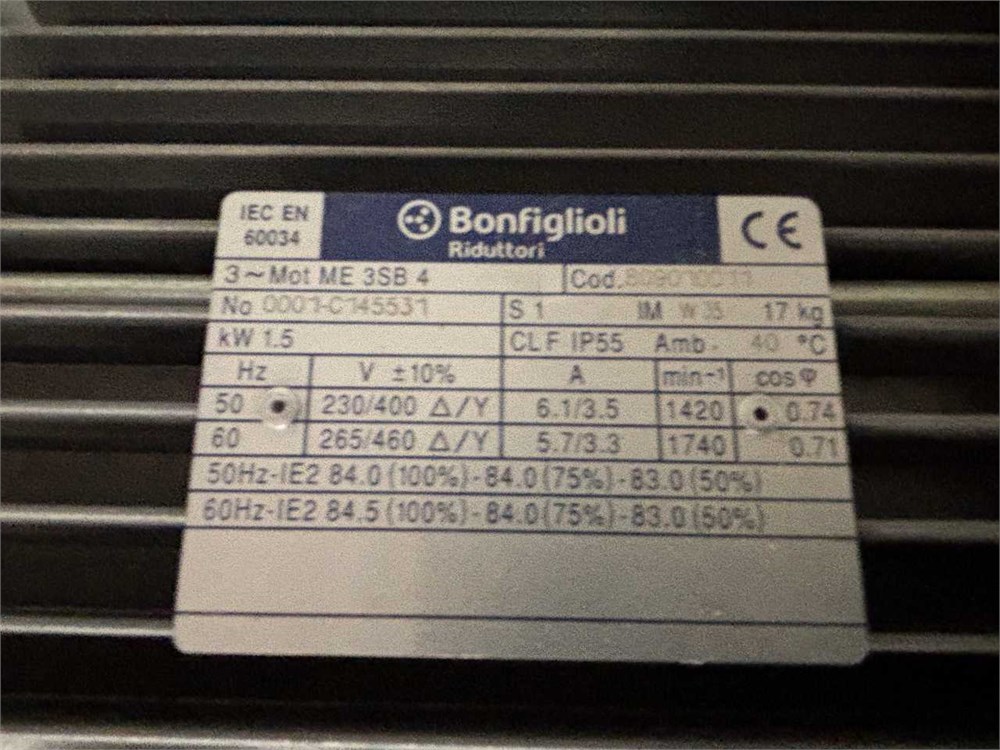 IEC EN
60034
Bonfiglioli
Riduttori
CE
3~Mot ME 3SB 4 Cod.
No 0001-C145531 S 1 IM W 35 17 kg
kW 1.5 CL F IP55 Amb. 40 °C
Hz V ±10% A min-1 cosφ
50 230/400 Δ/Y 6.1/3.5 1420 0.74
60 265/460 Δ/Y 5.7/3.3 1740 0.71
50Hz-IE2 84.0(100%)-84.0(75%)-83.0(50%)
60Hz-IE2 84.5(100%)-84.0(75%)-83.0(50%)